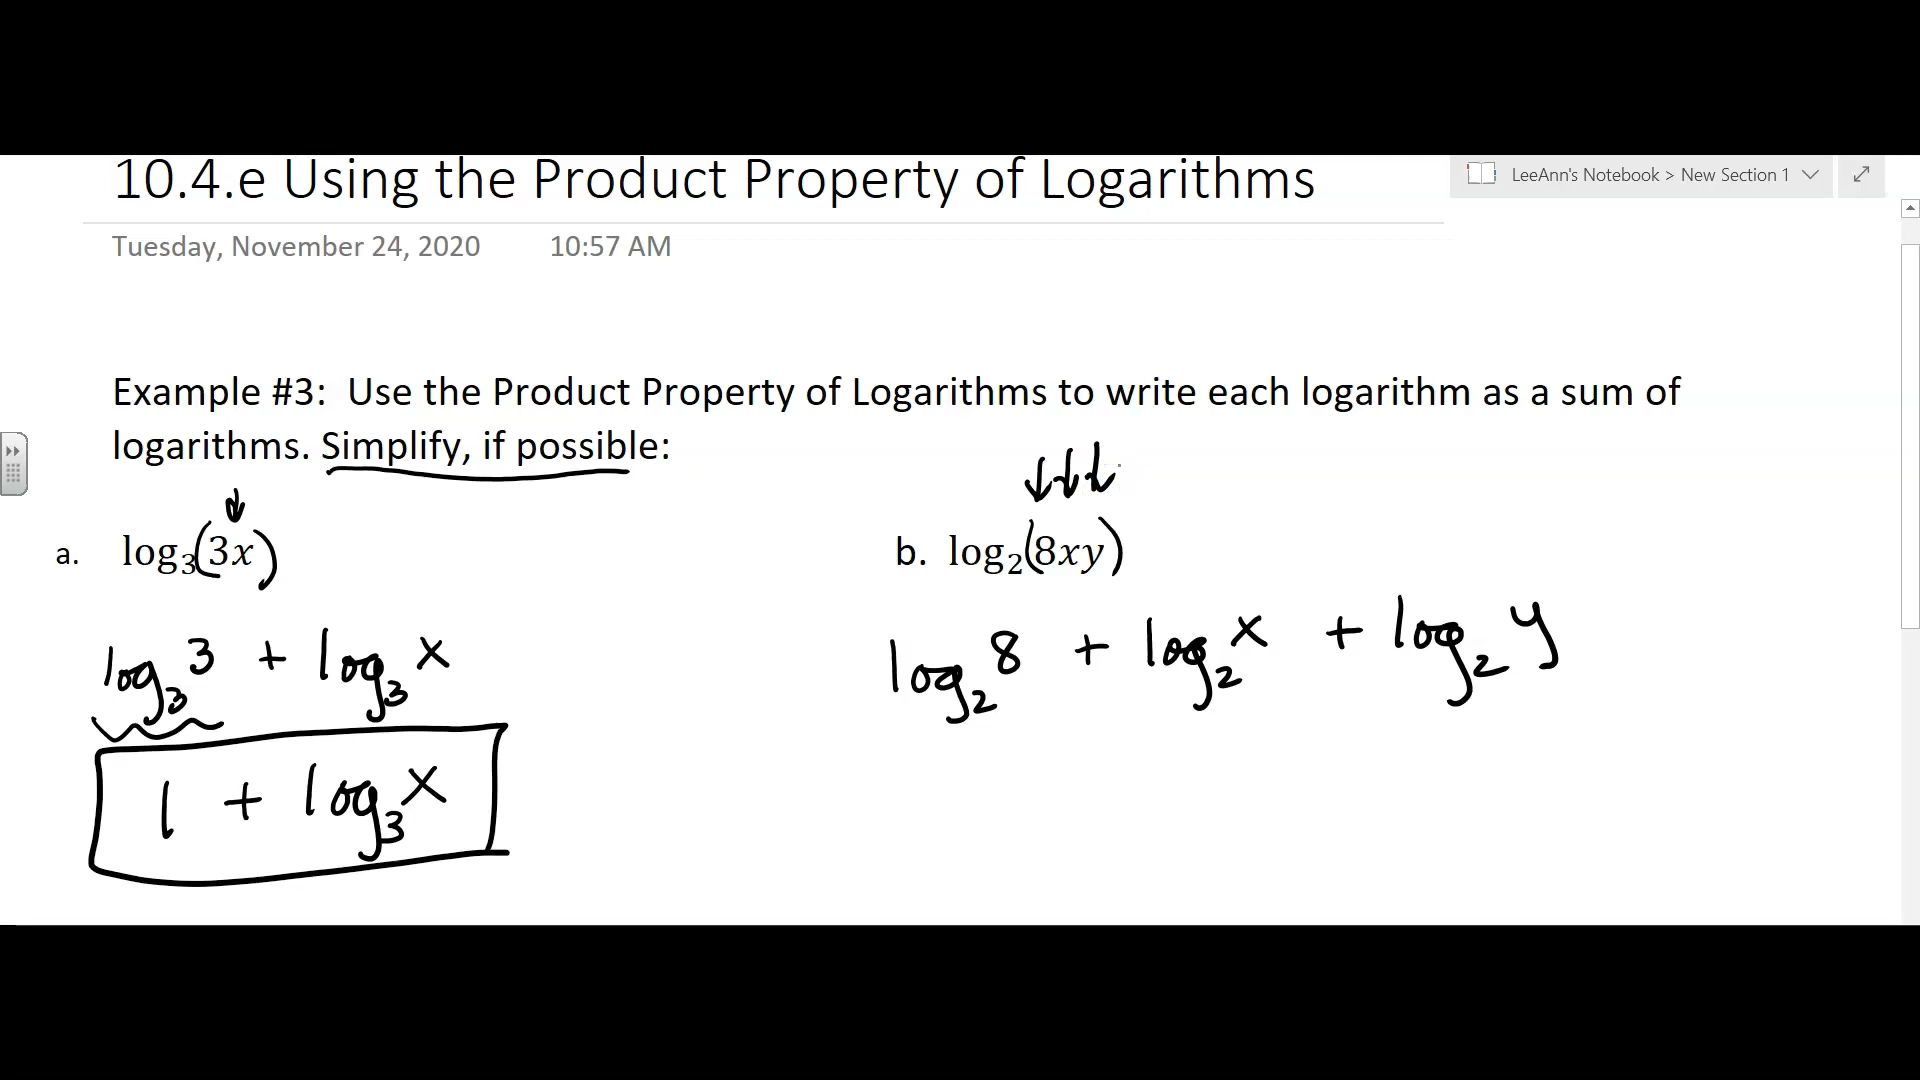 10.4.e Using the Product Property of Logarithms
LeeAnn's Notebook > New Section 1
Tuesday, November 24, 2020 10:57 AM
Example #3: Use the Product Property of Logarithms to write each logarithm as a sum of
logarithms. Simplify, if possible:
a. log₃(3x)
log₃ 3 + log₃ x
1 + log₃ x
b. log₂(8xy)
log₂ 8 + log₂ x + log₂ y